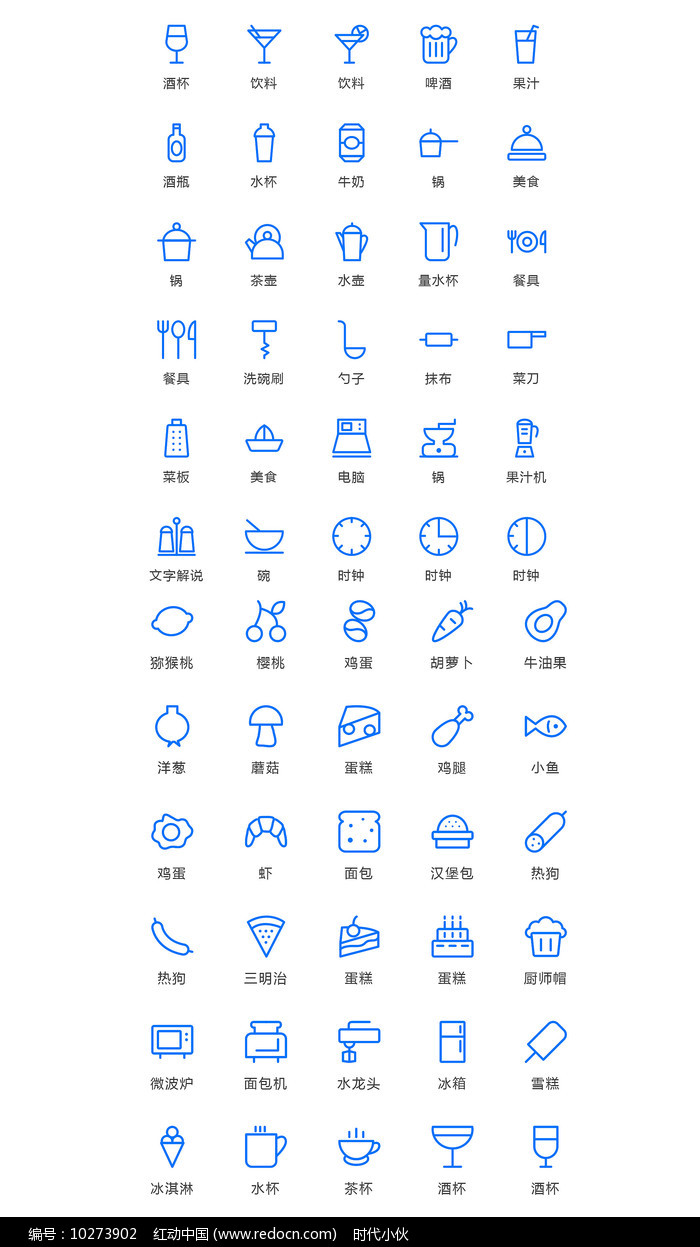 酒杯 饮料 饮料 啤酒 果汁
酒瓶 水杯 牛奶 锅 美食
锅 茶壶 水壶 量水杯 餐具
餐具 洗碗刷 勺子 抹布 菜刀
菜板 美食 电脑 锅 果汁机
文字解说 碗 时钟 时钟 时钟
猕猴桃 樱桃 鸡蛋 胡萝卜 牛油果
洋葱 蘑菇 蛋糕 鸡腿 小鱼
鸡蛋 虾 面包 汉堡包 热狗
热狗 三明治 蛋糕 蛋糕 厨师帽
微波炉 面包机 水龙头 冰箱 雪糕
冰淇淋 水杯 茶杯 酒杯 酒杯
编号：10273902 红动中国 (www.redocn.com) 时代小伙